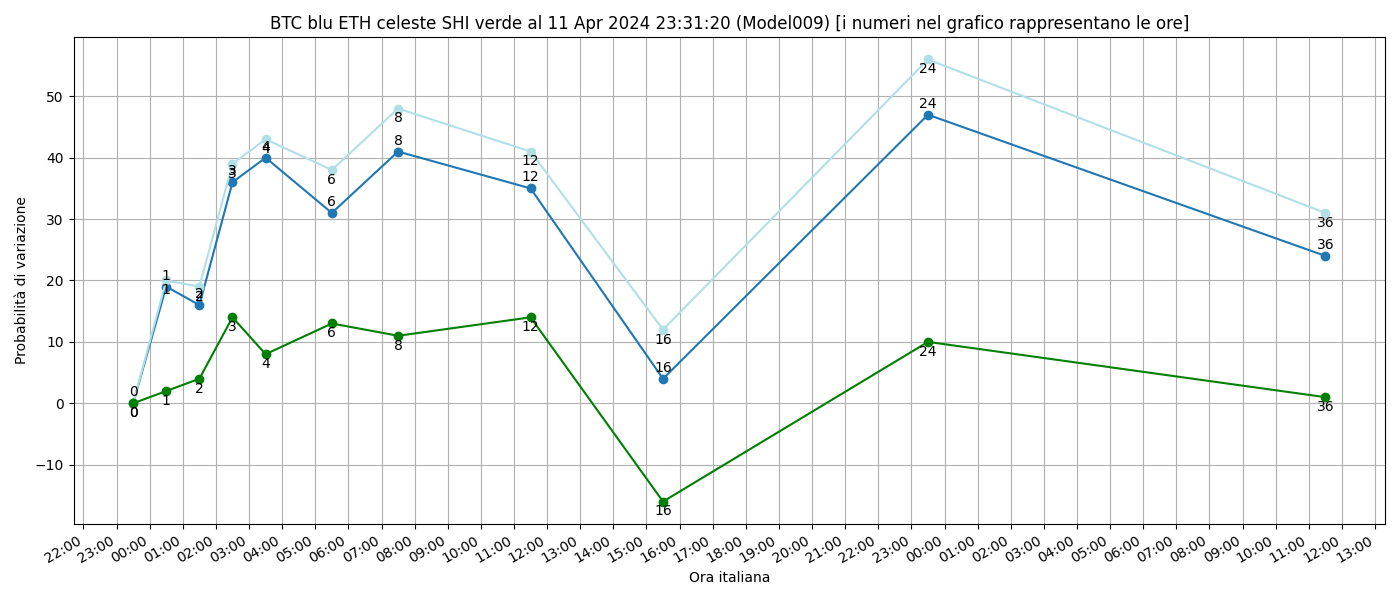 BTC blu ETH celeste SHI verde al 11 Apr 2024 23:31:20 (Model009) [i numeri nel grafico rappresentano le ore]
Probabilità di variazione
50
40
30
20
10
0
−10
0 1 2 3 4 6 8 12 16 24 36
0 1 2 3 4 6 8 12 16 24 36
0 1 2 3 4 6 8 12 16 24 36
22:00 23:00 00:00 01:00 02:00 03:00 04:00 05:00 06:00 07:00 08:00 09:00 10:00 11:00 12:00 13:00 14:00 15:00 16:00 17:00 18:00 19:00 20:00 21:00 22:00 23:00 00:00 01:00 02:00 03:00 04:00 05:00 06:00 07:00 08:00 09:00 10:00 11:00 12:00 13:00
Ora italiana